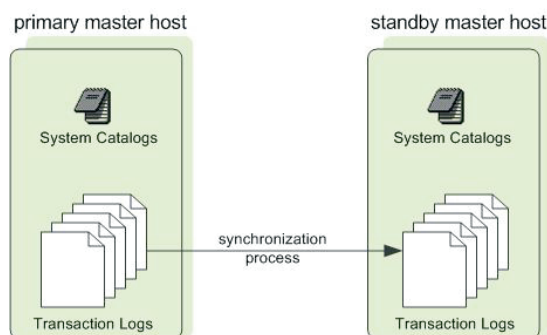 primary master host
standby master host
System Catalogs
System Catalogs
synchronization
process
Transaction Logs
Transaction Logs